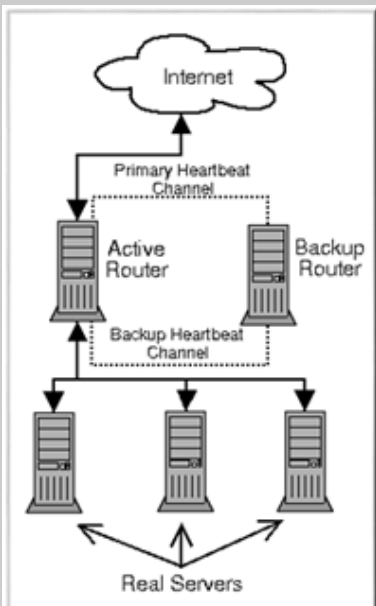 Internet
Primary Heartbeat
Channel
Active
Router
Backup
Router
Backup Heartbeat
Channel
Real Servers